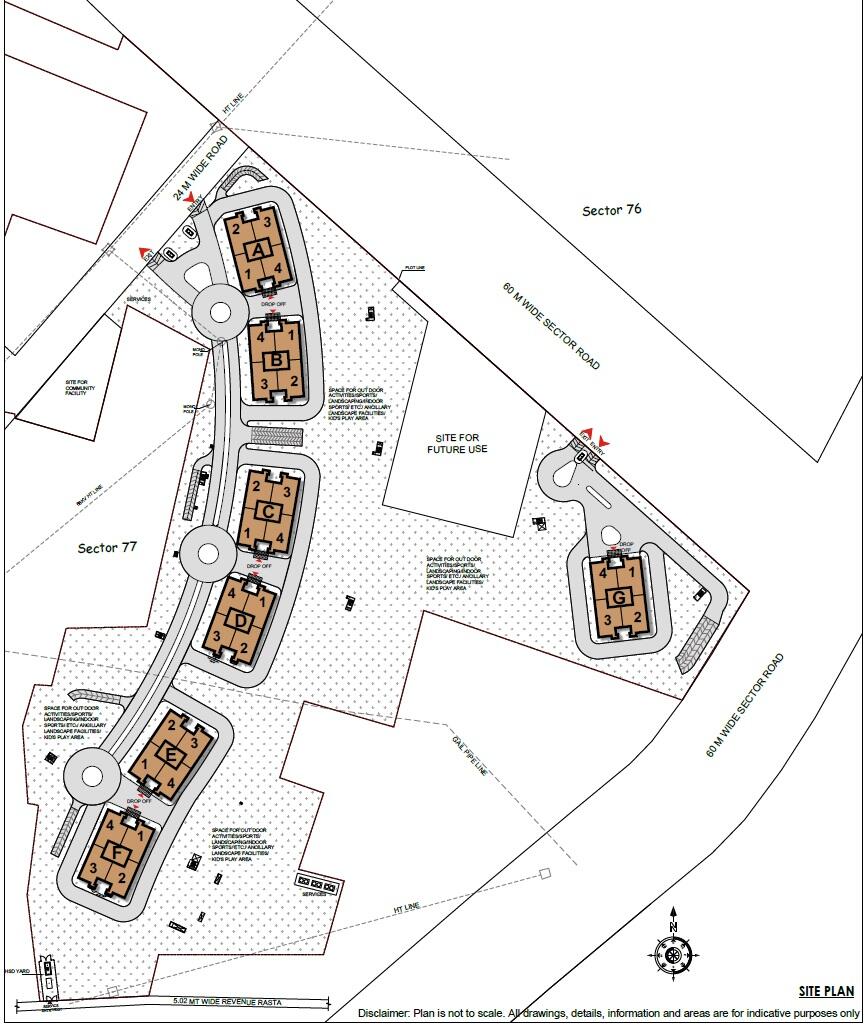 HT LINE
24 M WIDE ROAD
ENTRY
EXIT
Sector 76
PLOT LINE
60 M WIDE SECTOR ROAD
2 3
A
1 4
DROP OFF
SERVICES
4 1
B
3 2
MONO
POLE
SITE FOR
COMMUNITY
FACILITY
MONO
POLE
SPACE FOR OUT DOOR
ACTIVITIES/SPORTS/
LANDSCAPING/INDOOR
SPORTS/ ETC./ ANCILLARY
LANDSCAPE FACILITIES/
KID'S PLAY AREA
SITE FOR
FUTURE USE
EXIT ENTRY
2 3
C
1 4
DROP OFF
Sector 77
4 1
D
3 2
SPACE FOR OUT DOOR
ACTIVITIES/SPORTS/
LANDSCAPING/INDOOR
SPORTS/ ETC./ ANCILLARY
LANDSCAPE FACILITIES/
KID'S PLAY AREA
DROP
OFF
4 1
G
3 2
60 M WIDE SECTOR ROAD
SPACE FOR OUT DOOR
ACTIVITIES/SPORTS/
LANDSCAPING/INDOOR
SPORTS/ ETC./ ANCILLARY
LANDSCAPE FACILITIES/
KID'S PLAY AREA
2 3
E
1 4
DROP OFF
GAIL PIPE LINE
4 1
F
3 2
SPACE FOR OUT DOOR
ACTIVITIES/SPORTS/
LANDSCAPING/INDOOR
SPORTS/ ETC./ ANCILLARY
LANDSCAPE FACILITIES/
KID'S PLAY AREA
SERVICES
HT LINE
N
HSD YARD
5.02 MT WIDE REVENUE RASTA
SITE PLAN
Disclaimer: Plan is not to scale. All drawings, details, information and areas are for indicative purposes only